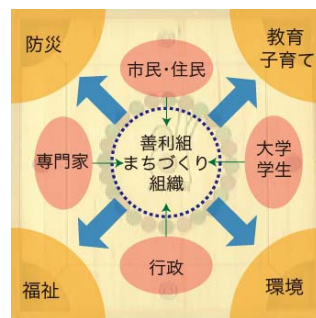 防災
教育
子育て
市民・住民
専門家
善利組
まちづくり
組織
大学
学生
行政
福祉
環境